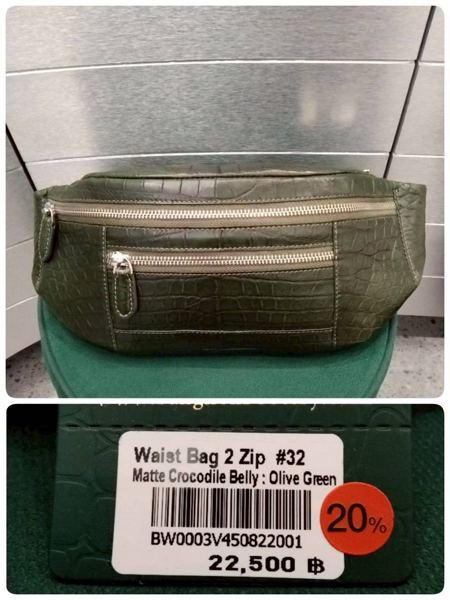 Waist Bag 2 Zip #32
Matte Crocodile Belly : Olive Green
BW0003V450822001
22,500 ฿
20%